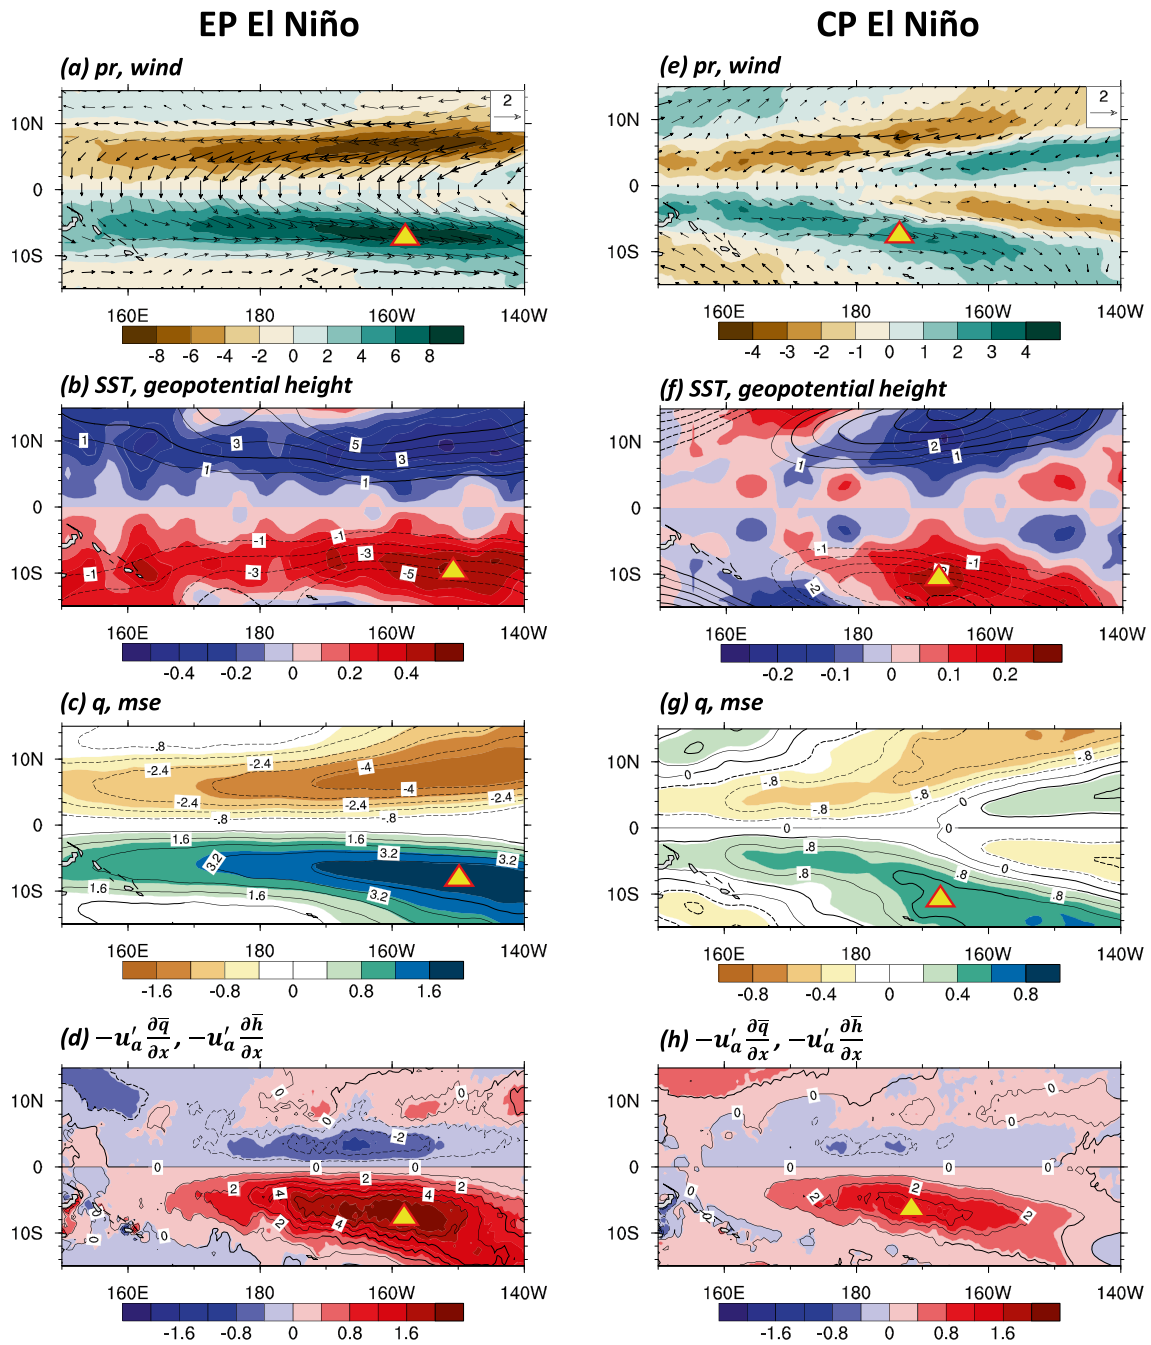 EP El Niño
CP El Niño
(a) pr, wind
2
10N
0
10S
160E 180 160W 140W
-8 -6 -4 -2 0 2 4 6 8
(e) pr, wind
2
10N
0
10S
160E 180 160W 140W
-4 -3 -2 -1 0 1 2 3 4
(b) SST, geopotential height
10N
0
10S
1 3 5 3 1 1
-1 -1 -3 -1 -3 -5
160E 180 160W 140W
-0.4 -0.2 0 0.2 0.4
(f) SST, geopotential height
10N
0
10S
2 1 1
-1 -1 -2
160E 180 160W 140W
-0.2 -0.1 0 0.1 0.2
(c) q, mse
10N
0
10S
-.8 -2.4 -4 -2.4 -4 -2.4 -2.4 -.8 -.8
1.6 1.6 3.2 3.2 3.2 1.6 1.6 3.2
160E 180 160W 140W
-1.6 -0.8 0 0.8 1.6
(g) q, mse
10N
0
10S
0 -.8 -.8 -.8 -.8 0
0 0 .8 0 .8 .8 .8
160E 180 160W 140W
-0.8 -0.4 0 0.4 0.8
(d) −u′ₐ ∂q̄/∂x, −u′ₐ ∂h̄/∂x
10N
0
10S
0 0 0 -2
0 0 0
2 2 2 4 4 2 4 0 0 0
160E 180 160W 140W
-1.6 -0.8 0 0.8 1.6
(h) −u′ₐ ∂q̄/∂x, −u′ₐ ∂h̄/∂x
10N
0
10S
0 0 0 0
0 0 0
0 2 2 2
160E 180 160W 140W
-1.6 -0.8 0 0.8 1.6